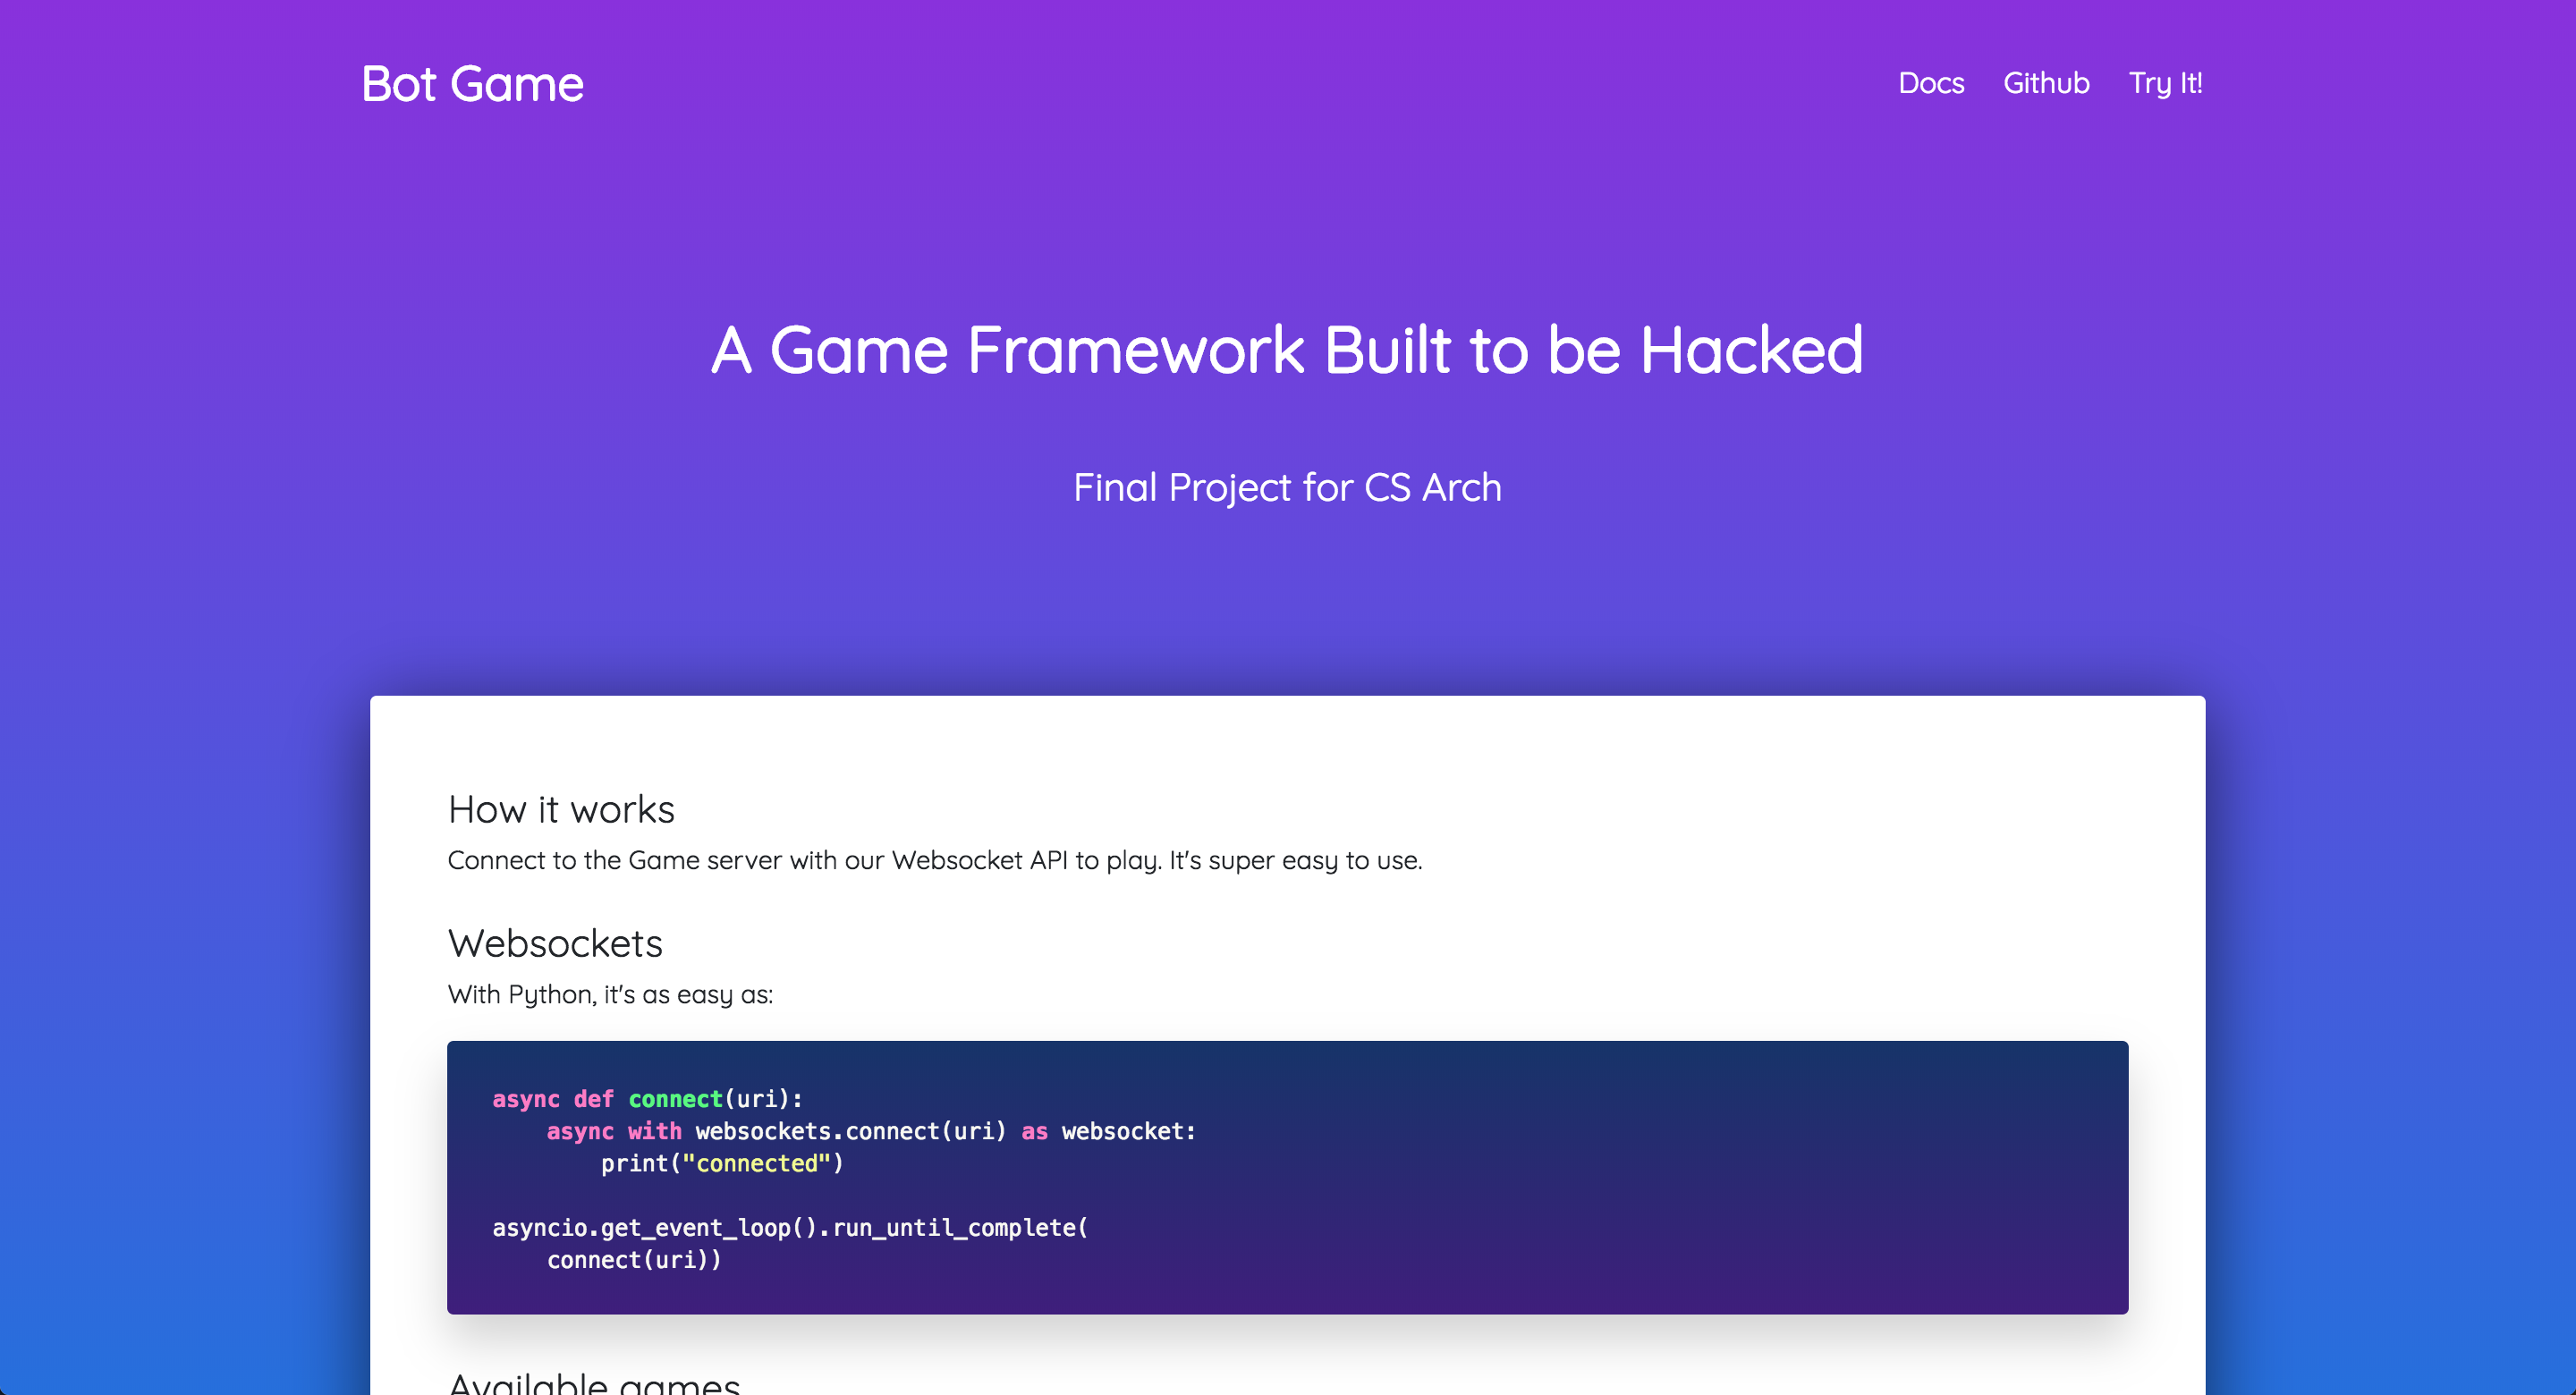 Bot Game
Docs Github Try It!
A Game Framework Built to be Hacked
Final Project for CS Arch
How it works
Connect to the Game server with our Websocket API to play. It's super easy to use.
Websockets
With Python, it's as easy as:
async def connect(uri):
    async with websockets.connect(uri) as websocket:
        print("connected")
asyncio.get_event_loop().run_until_complete(
    connect(uri))
Available games